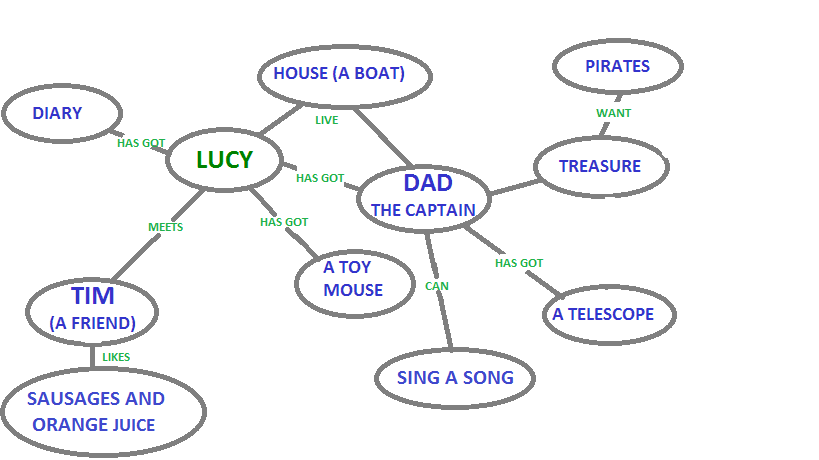 PIRATES
HOUSE (A BOAT)
DIARY
WANT
LIVE
HAS GOT
LUCY
TREASURE
HAS GOT
DAD
THE CAPTAIN
MEETS
HAS GOT
A TOY
MOUSE
HAS GOT
CAN
TIM
(A FRIEND)
A TELESCOPE
LIKES
SING A SONG
SAUSAGES AND
ORANGE JUICE